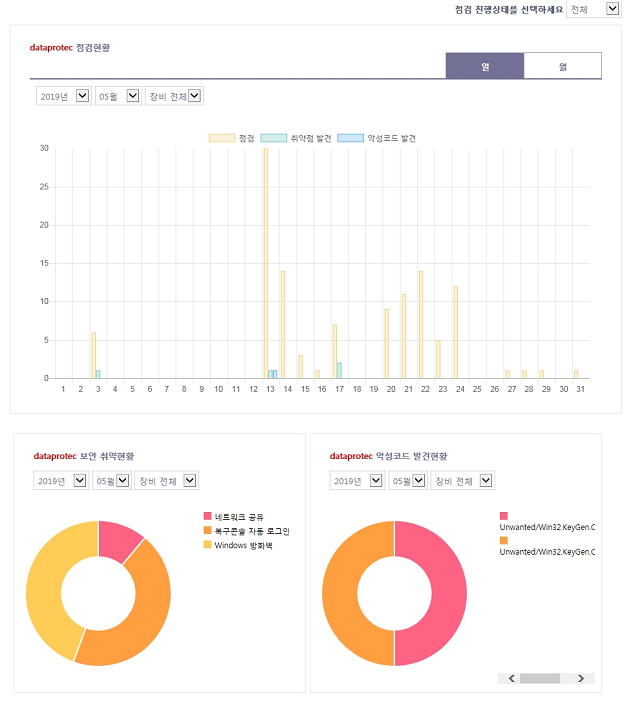 점검 진행상태를 선택하세요 전체
dataprotec 점검현황
일 월
2019년 05월 장비 전체
점검 취약점 발견 악성코드 발견
30
25
20
15
10
5
0
1 2 3 4 5 6 7 8 9 10 11 12 13 14 15 16 17 18 19 20 21 22 23 24 25 26 27 28 29 30 31
dataprotec 보안 취약현황
2019년 05월 장비 전체
네트워크 공유
복구콘솔 자동 로그인
Windows 방화벽
dataprotec 악성코드 발견현황
2019년 05월 장비 전체
Unwanted/Win32.KeyGen.C
Unwanted/Win32.KeyGen.C